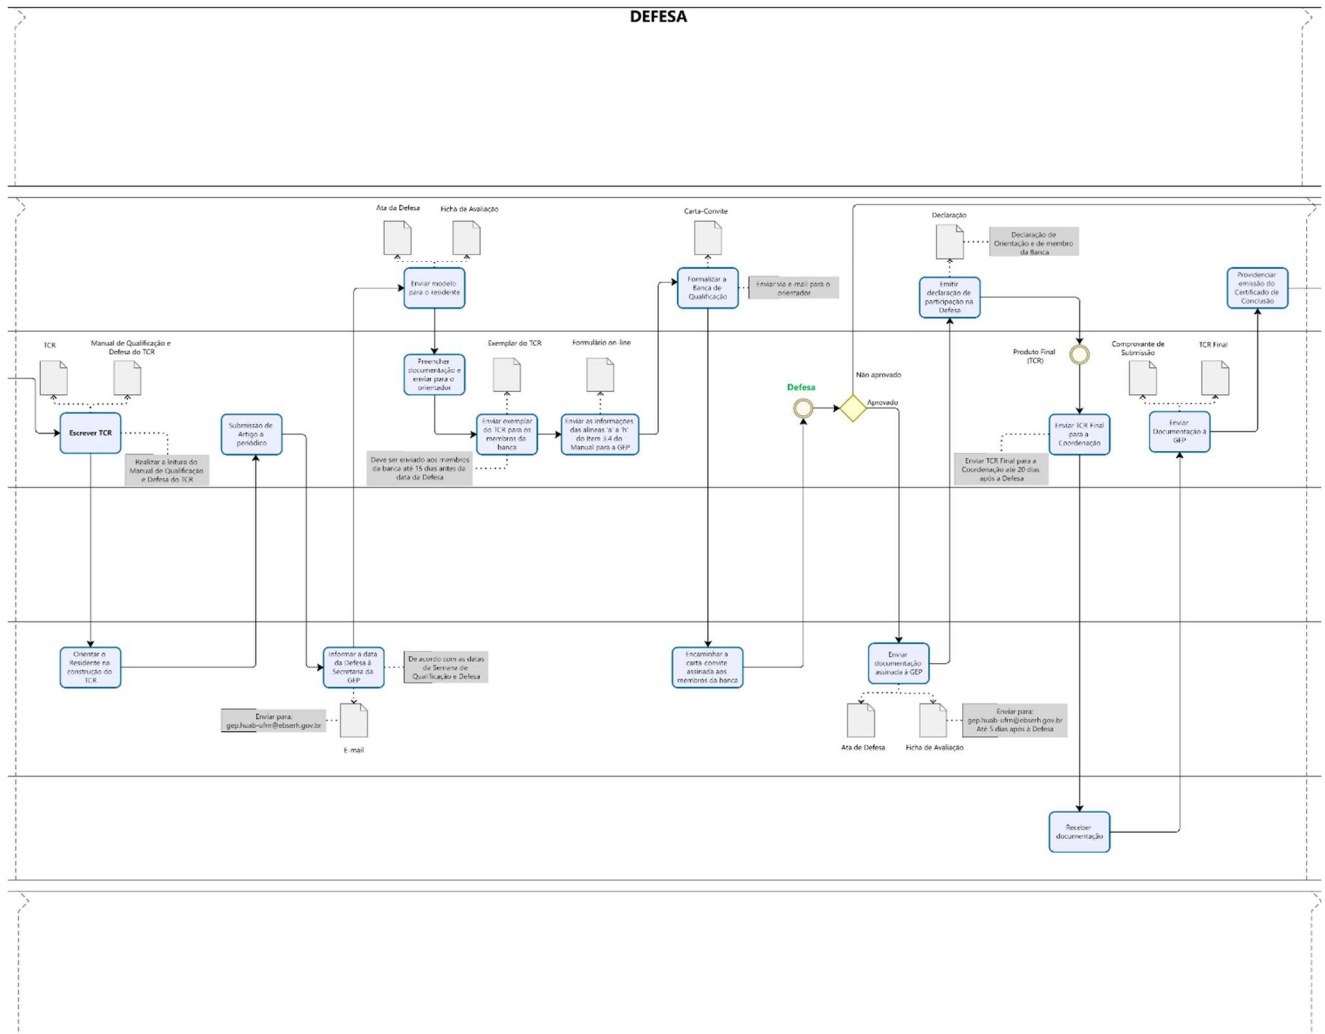 DEFESA
Ata da Defesa
Ficha de Avaliação
Enviar modelo
para o residente
Carta-Convite
Formalizar a
Banca de
Qualificação
Enviar via e-mail para o
orientador
Declaração
Declaração de
Orientação e de membro
da Banca
Emitir
declaração de
participação na
Defesa
Providenciar
emissão do
Certificado de
Conclusão
TCR
Manual de Qualificação e
Defesa do TCR
Escrever TCR
Realizar a leitura do
Manual de Qualificação
e Defesa do TCR
Submissão de
Artigo a
periódico
Preencher
documentação e
enviar para o
orientador
Exemplar do TCR
Enviar exemplar
do TCR para os
membros da
banca
Deve ser enviado aos membros
da banca até 15 dias antes da
data da Defesa
Formulário on-line
Enviar as informações
das alíneas 'a' a 'h'
do item 3.4 do
Manual para a GEP
Defesa
Não aprovado
Aprovado
Produto Final
(TCR)
Enviar TCR Final
para a
Coordenação
Enviar TCR Final para a
Coordenação até 20 dias
após a Defesa
Comprovante de
Submissão
TCR Final
Enviar
Documentação à
GEP
Orientar o
Residente na
construção do
TCR
Informar a data
da Defesa à
Secretaria da
GEP
De acordo com as datas
da Semana de
Qualificação e Defesa
Enviar para:
gep.huab-ufrn@ebserh.gov.br
E-mail
Encaminhar a
carta-convite
assinada aos
membros da banca
Enviar
documentação
assinada à GEP
Ata de Defesa
Ficha de Avaliação
Enviar para:
gep.huab-ufrn@ebserh.gov.br
Até 5 dias após à Defesa
Receber
documentação